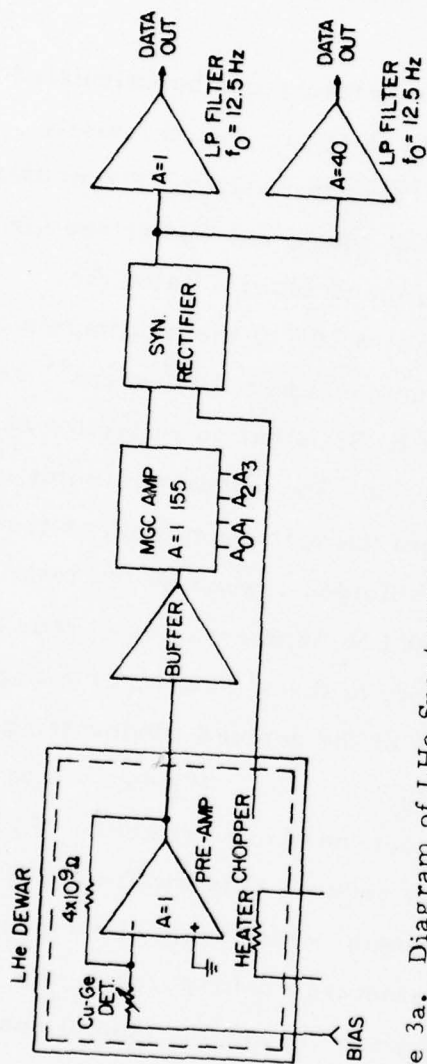 LHe DEWAR
4x10⁹Ω
Cu-Ge
DET.
-
+
A=1
PRE-AMP
HEATER
CHOPPER
BIAS
BUFFER
MGC AMP
A=1 155
A₀ A₁ A₂ A₃
SYN.
RECTIFIER
A=1
LP FILTER
f₀ = 12.5 Hz
DATA
OUT
A=40
LP FILTER
f₀ = 12.5 Hz
DATA
OUT
e 3a. Diagram of LHe